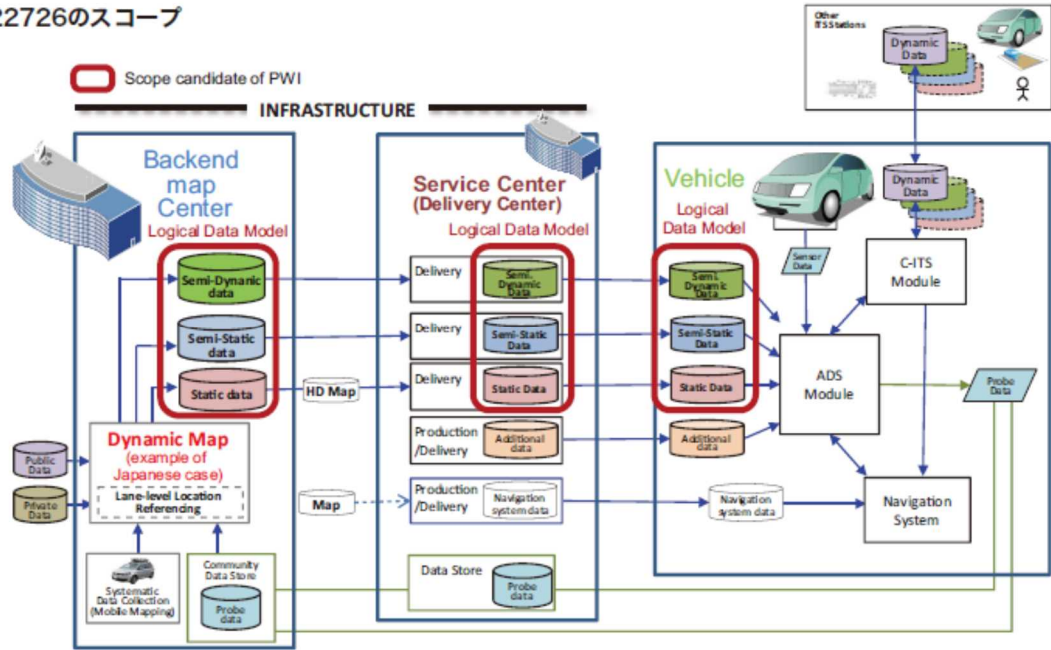 22726のスコープ
Scope candidate of PWI
INFRASTRUCTURE
Other
ITS Stations
Dynamic
Data
Backend
map
Center
Logical Data Model
Semi-Dynamic
data
Semi-Static
data
Static data
HD Map
Dynamic Map
(example of
Japanese case)
Lane-level Location
Referencing
Public
Data
Private
Data
Map
Systematic
Data Collection
(Mobile Mapping)
Community
Data Store
Probe
data
Service Center
(Delivery Center)
Logical Data Model
Delivery
Semi-
Dynamic
Data
Delivery
Semi-Static
Data
Delivery
Static Data
Production
/Delivery
Additional
data
Production
/Delivery
Navigation
system data
Data Store
Probe
data
Vehicle
Logical
Data Model
Semi-
Dynamic
Data
Semi-Static
Data
Static Data
Additional
data
Navigation
system data
Sensor
Data
Dynamic
Data
C-ITS
Module
ADS
Module
Navigation
System
Probe
Data